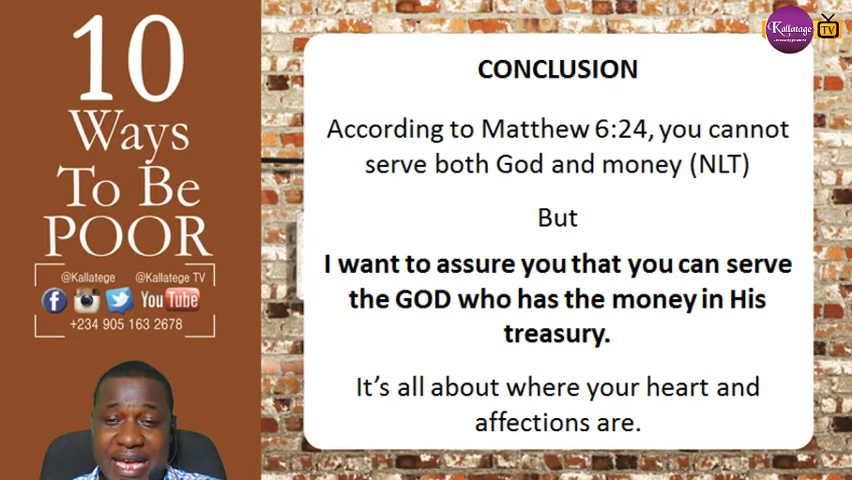 10
Ways
To Be
POOR
@Kallatege @Kallatege TV
f You Tube
+234 905 163 2678
Kallatege
TV
CONCLUSION
According to Matthew 6:24, you cannot
serve both God and money (NLT)
But
I want to assure you that you can serve
the GOD who has the money in His
treasury.
It's all about where your heart and
affections are.